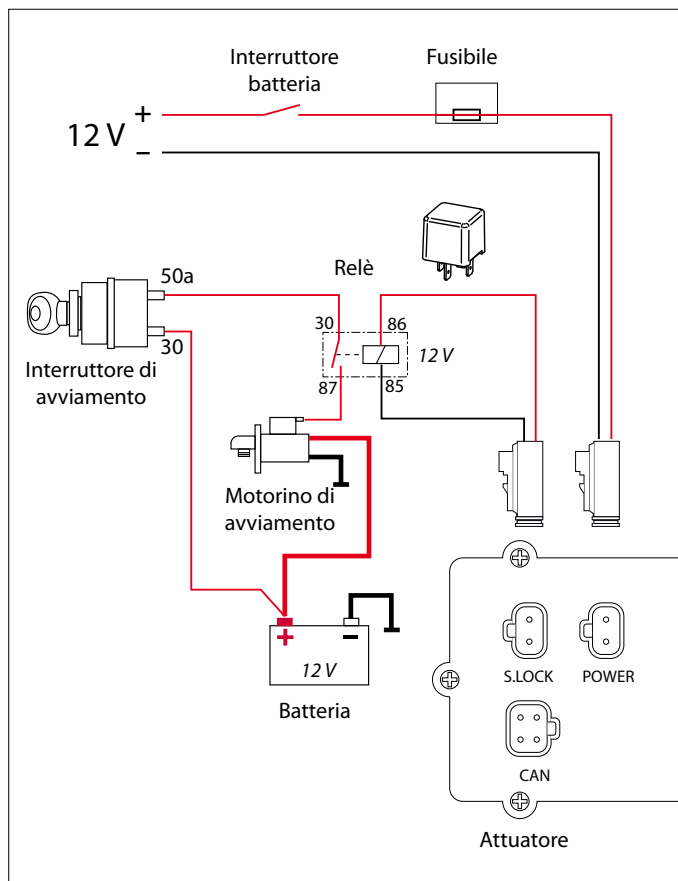 Interruttore
batteria
Fusibile
+
12 V
–
Relè
50a
30
Interruttore di
avviamento
30
86
12 V
87
85
Motorino di
avviamento
+
–
12 V
Batteria
S.LOCK
POWER
CAN
Attuatore